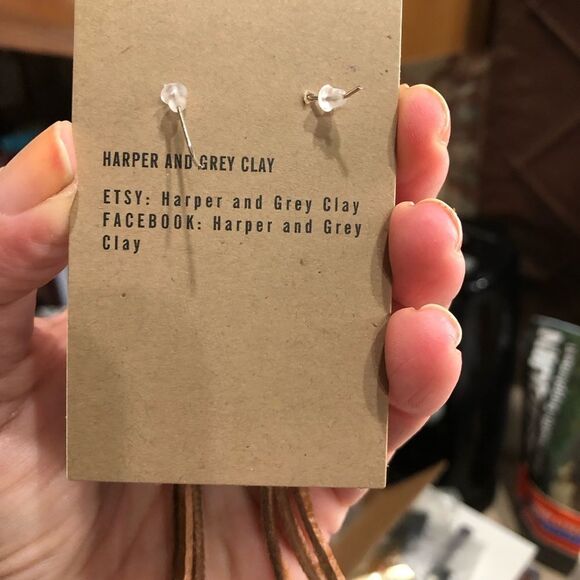 HARPER AND GREY CLAY
ETSY: Harper and Grey Clay
FACEBOOK: Harper and Grey
Clay